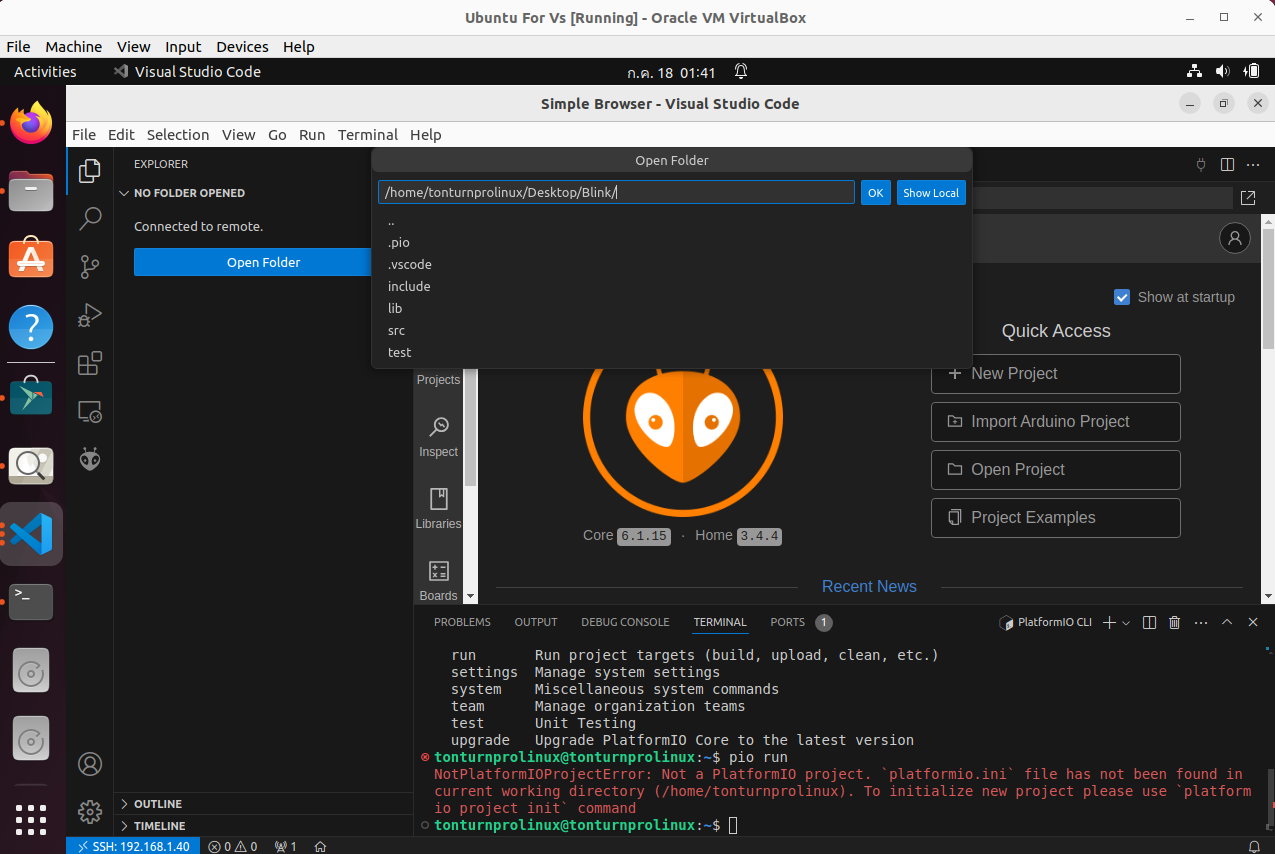 Ubuntu For Vs [Running] - Oracle VM VirtualBox
File Machine View Input Devices Help
Activities Visual Studio Code ก.ค. 18 01:41
Simple Browser - Visual Studio Code
File Edit Selection View Go Run Terminal Help
EXPLORER
NO FOLDER OPENED
Connected to remote.
Open Folder
Open Folder
/home/tonturnprolinux/Desktop/Blink/
OK
Show Local
..
.pio
.vscode
include
lib
src
test
Projects
Inspect
Libraries
Boards
Show at startup
Quick Access
New Project
Import Arduino Project
Open Project
Project Examples
Core 6.1.15 · Home 3.4.4
Recent News
PROBLEMS OUTPUT DEBUG CONSOLE TERMINAL PORTS 1 PlatformIO CLI
run Run project targets (build, upload, clean, etc.)
settings Manage system settings
system Miscellaneous system commands
team Manage organization teams
test Unit Testing
upgrade Upgrade PlatformIO Core to the latest version
tonturnprolinux@tonturnprolinux:~$ pio run
NotPlatformIOProjectError: Not a PlatformIO project. `platformio.ini` file has not been found in
current working directory (/home/tonturnprolinux). To initialize new project please use `platform
io project init` command
tonturnprolinux@tonturnprolinux:~$
OUTLINE
TIMELINE
SSH: 192.168.1.40 0 0 1